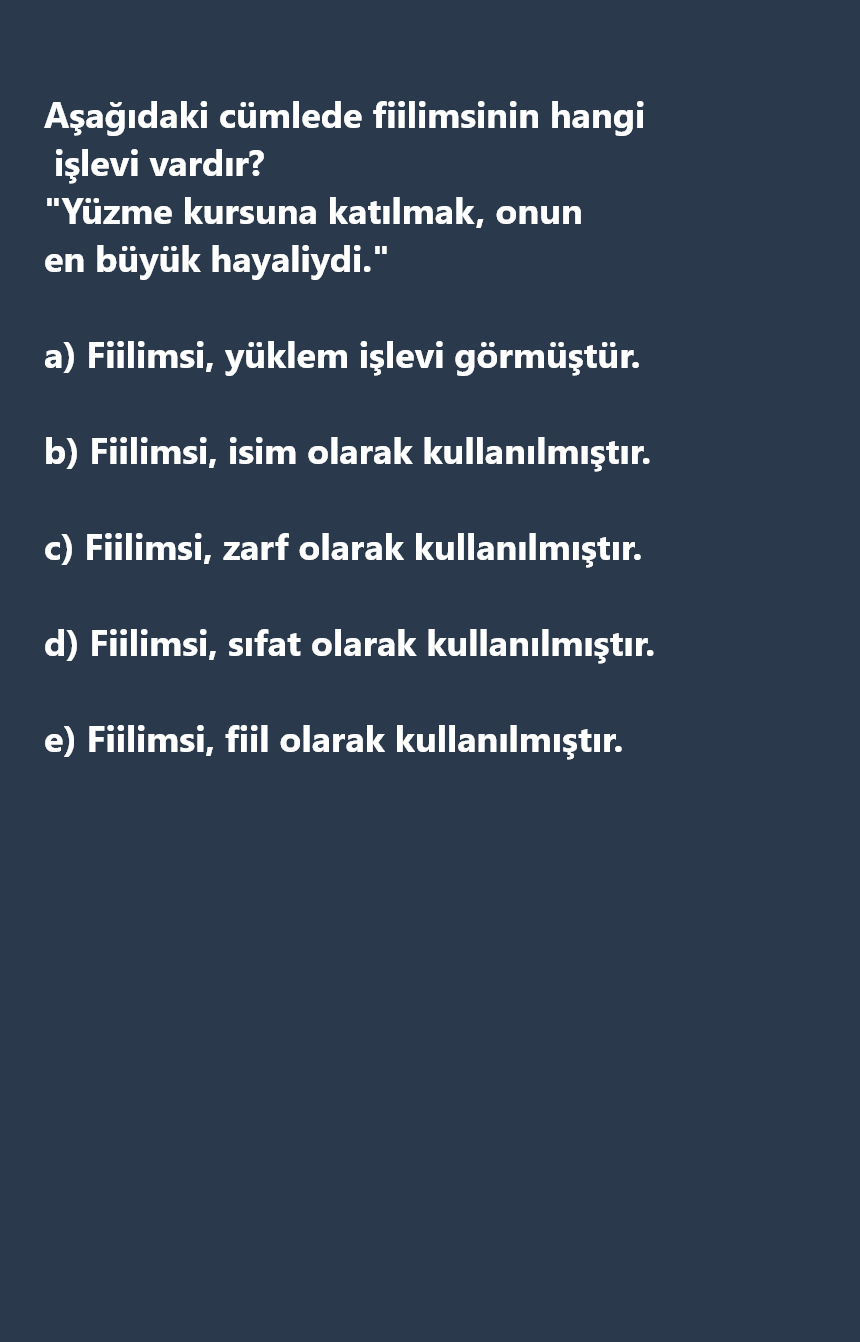 Aşağıdaki cümlede fiilimsinin hangi
işlevi vardır?
"Yüzme kursuna katılmak, onun
en büyük hayaliydi."
a) Fiilimsi, yüklem işlevi görmüştür.
b) Fiilimsi, isim olarak kullanılmıştır.
c) Fiilimsi, zarf olarak kullanılmıştır.
d) Fiilimsi, sıfat olarak kullanılmıştır.
e) Fiilimsi, fiil olarak kullanılmıştır.